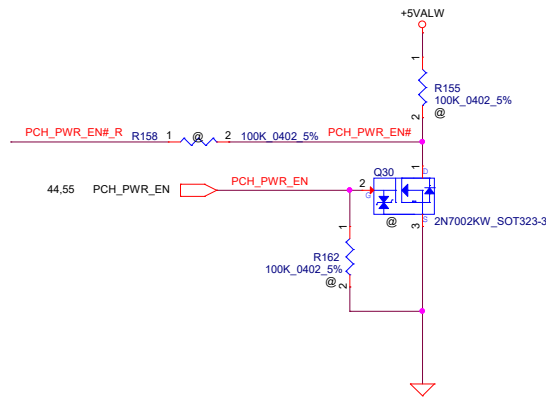 +5VALW
1
R155
100K_0402_5%
2
@
PCH_PWR_EN#_R
R158
1
@
2
100K_0402_5%
PCH_PWR_EN#
1
D
Q30
44,55
PCH_PWR_EN
PCH_PWR_EN
2
G
@
S
2N7002KW_SOT323-3
3
1
R162
100K_0402_5%
@
2